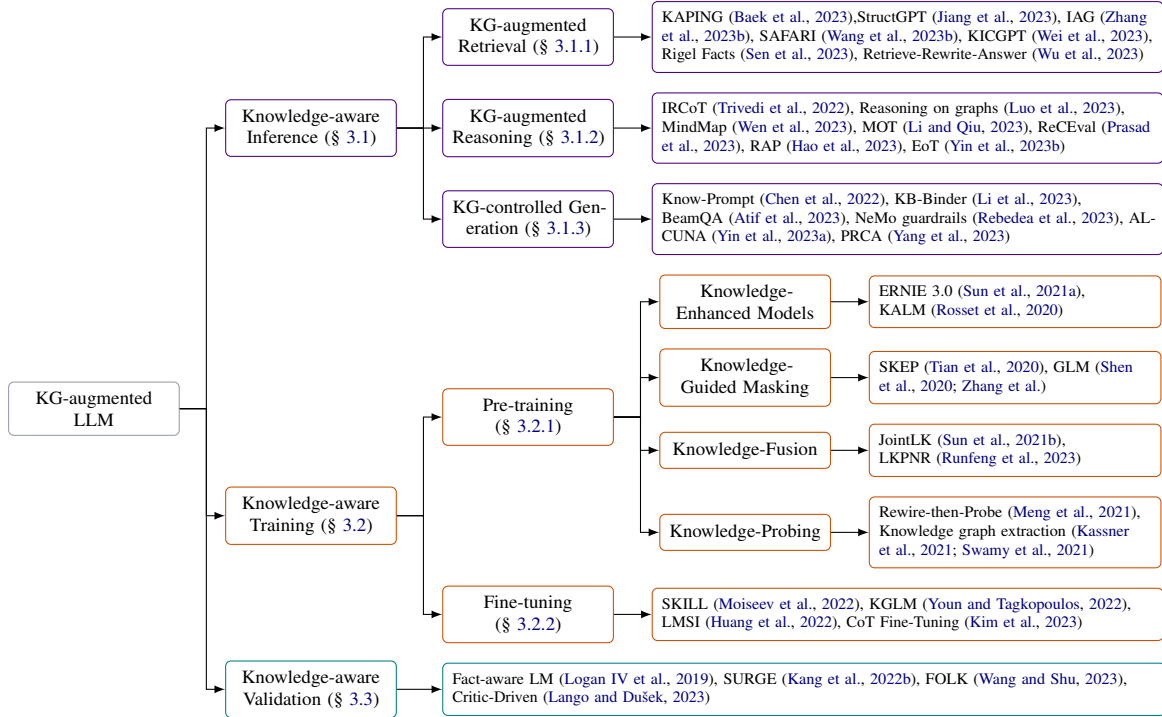 KG-augmented
LLM
Knowledge-aware
Inference (§ 3.1)
KG-augmented
Retrieval (§ 3.1.1)
KAPING (Baek et al., 2023),StructGPT (Jiang et al., 2023), IAG (Zhang
et al., 2023b), SAFARI (Wang et al., 2023b), KICGPT (Wei et al., 2023),
Rigel Facts (Sen et al., 2023), Retrieve-Rewrite-Answer (Wu et al., 2023)
KG-augmented
Reasoning (§ 3.1.2)
IRCoT (Trivedi et al., 2022), Reasoning on graphs (Luo et al., 2023),
MindMap (Wen et al., 2023), MOT (Li and Qiu, 2023), ReCEval (Prasad
et al., 2023), RAP (Hao et al., 2023), EoT (Yin et al., 2023b)
KG-controlled Gen-
eration (§ 3.1.3)
Know-Prompt (Chen et al., 2022), KB-Binder (Li et al., 2023),
BeamQA (Atif et al., 2023), NeMo guardrails (Rebedea et al., 2023), AL-
CUNA (Yin et al., 2023a), PRCA (Yang et al., 2023)
Knowledge-aware
Training (§ 3.2)
Pre-training
(§ 3.2.1)
Knowledge-
Enhanced Models
ERNIE 3.0 (Sun et al., 2021a),
KALM (Rosset et al., 2020)
Knowledge-
Guided Masking
SKEP (Tian et al., 2020), GLM (Shen
et al., 2020; Zhang et al.)
Knowledge-Fusion
JointLK (Sun et al., 2021b),
LKPNR (Runfeng et al., 2023)
Knowledge-Probing
Rewire-then-Probe (Meng et al., 2021),
Knowledge graph extraction (Kassner
et al., 2021; Swamy et al., 2021)
Fine-tuning
(§ 3.2.2)
SKILL (Moiseev et al., 2022), KGLM (Youn and Tagkopoulos, 2022),
LMSI (Huang et al., 2022), CoT Fine-Tuning (Kim et al., 2023)
Knowledge-aware
Validation (§ 3.3)
Fact-aware LM (Logan IV et al., 2019), SURGE (Kang et al., 2022b), FOLK (Wang and Shu, 2023),
Critic-Driven (Lango and Dušek, 2023)